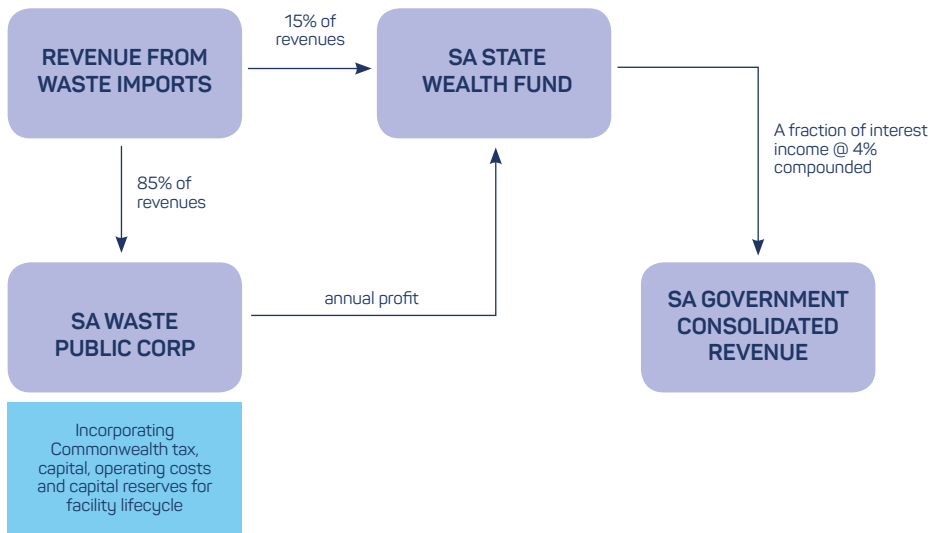 REVENUE FROM
WASTE IMPORTS
15% of
revenues
SA STATE
WEALTH FUND
A fraction of interest
income @ 4%
compounded
85% of
revenues
SA WASTE
PUBLIC CORP
annual profit
SA GOVERNMENT
CONSOLIDATED
REVENUE
Incorporating
Commonwealth tax,
capital, operating costs
and capital reserves for
facility lifecycle